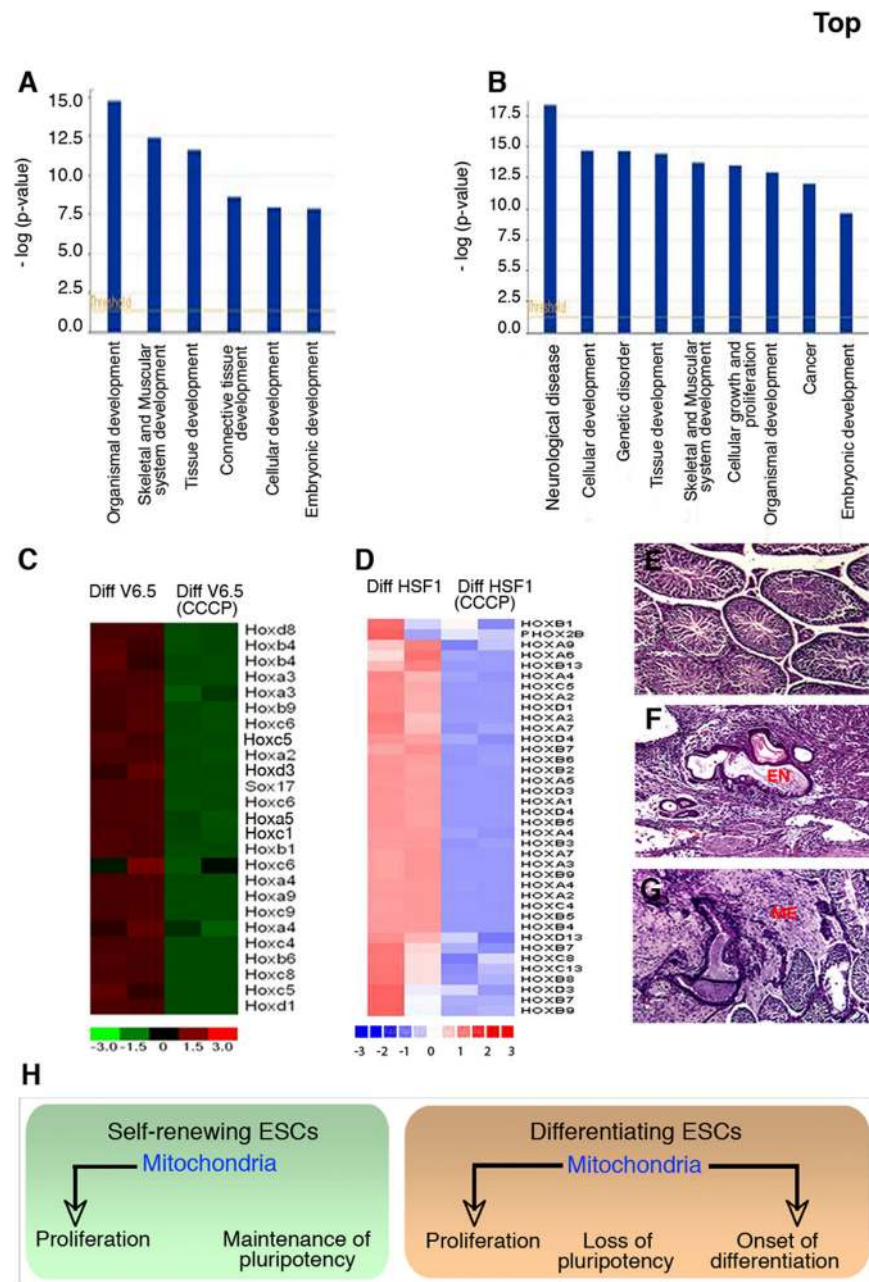 Top
A
15.0
12.5
10.0
7.5
5.0
2.5
0.0
- log (p-value)
Threshold
Organismal development
Skeletal and Muscular
system development
Tissue development
Connective tissue
development
Cellular development
Embryonic development
B
17.5
15.0
12.5
10.0
7.5
5.0
2.5
0.0
- log (p-value)
Threshold
Neurological disease
Cellular development
Genetic disorder
Tissue development
Skeletal and Muscular
system development
Cellular growth and
proliferation
Organismal development
Cancer
Embryonic development
C
Diff V6.5
Diff V6.5
(CCCP)
Hoxd8
Hoxb4
Hoxb4
Hoxa3
Hoxa3
Hoxb9
Hoxc6
Hoxc5
Hoxa2
Hoxd3
Sox17
Hoxc6
Hoxa5
Hoxc1
Hoxb1
Hoxc6
Hoxa4
Hoxa9
Hoxc9
Hoxa4
Hoxc4
Hoxb6
Hoxc8
Hoxc5
Hoxd1
-3.0 -1.5 0 1.5 3.0
D
Diff HSF1
Diff HSF1
(CCCP)
HOXB1
PHOX2B
HOXA9
HOXA6
HOXB13
HOXA4
HOXC5
HOXA2
HOXD1
HOXA2
HOXA7
HOXD4
HOXB7
HOXB6
HOXB2
HOXA5
HOXD3
HOXA1
HOXD4
HOXB5
HOXA4
HOXB3
HOXA7
HOXA3
HOXB9
HOXA4
HOXA2
HOXC4
HOXB5
HOXB4
HOXD13
HOXB7
HOXC8
HOXC13
HOXB8
HOXD3
HOXB7
HOXB9
-3 -2 -1 0 1 2 3
E
F
EN
G
ME
H
Self-renewing ESCs
Mitochondria
Proliferation
Maintenance of
pluripotency
Differentiating ESCs
Mitochondria
Proliferation
Loss of
pluripotency
Onset of
differentiation